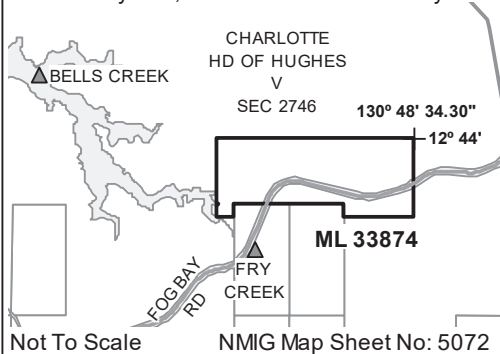 CHARLOTTE
HD OF HUGHES
V
SEC 2746
BELLS CREEK
130º 48' 34.30"
12º 44'
ML 33874
FRY
CREEK
FOG BAY
RD
Not To Scale
NMIG Map Sheet No: 5072